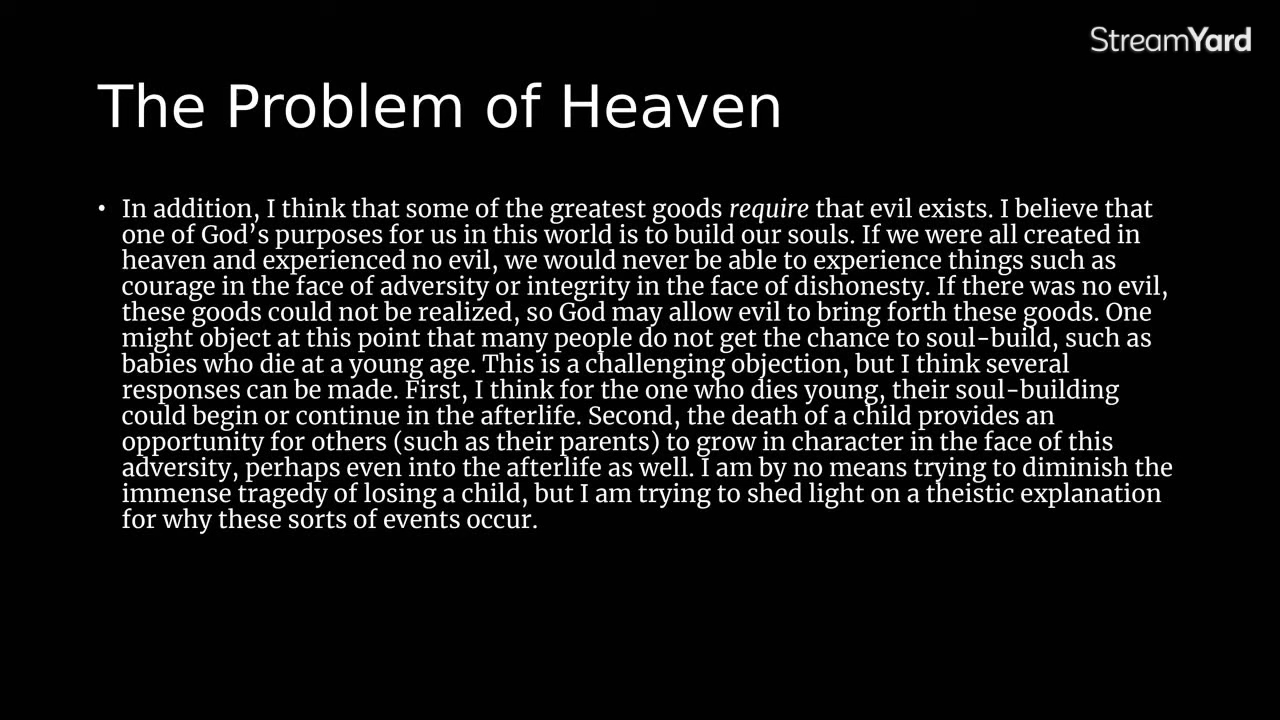 StreamYard
The Problem of Heaven
• In addition, I think that some of the greatest goods require that evil exists. I believe that
one of God’s purposes for us in this world is to build our souls. If we were all created in
heaven and experienced no evil, we would never be able to experience things such as
courage in the face of adversity or integrity in the face of dishonesty. If there was no evil,
these goods could not be realized, so God may allow evil to bring forth these goods. One
might object at this point that many people do not get the chance to soul-build, such as
babies who die at a young age. This is a challenging objection, but I think several
responses can be made. First, I think for the one who dies young, their soul-building
could begin or continue in the afterlife. Second, the death of a child provides an
opportunity for others (such as their parents) to grow in character in the face of this
adversity, perhaps even into the afterlife as well. I am by no means trying to diminish the
immense tragedy of losing a child, but I am trying to shed light on a theistic explanation
for why these sorts of events occur.